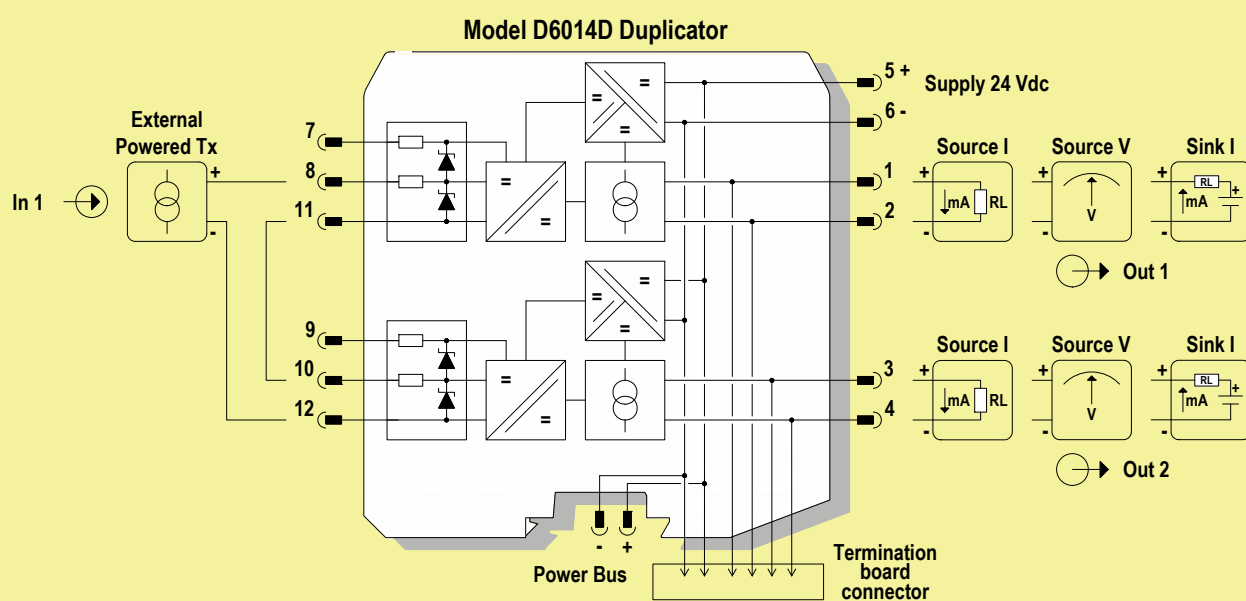 Model D6014D Duplicator
5 +
Supply 24 Vdc
6 -
External
Powered Tx
+
-
In 1
7
8
11
=
=
=
=
=
1
2
Source I
+
mA
RL
-
Source V
+
V
-
Sink I
+
RL
+
mA
-
Out 1
=
=
=
9
10
12
=
=
3
4
Source I
+
mA
RL
-
Source V
+
V
-
Sink I
+
RL
+
mA
-
Out 2
- +
Power Bus
Termination
board
connector